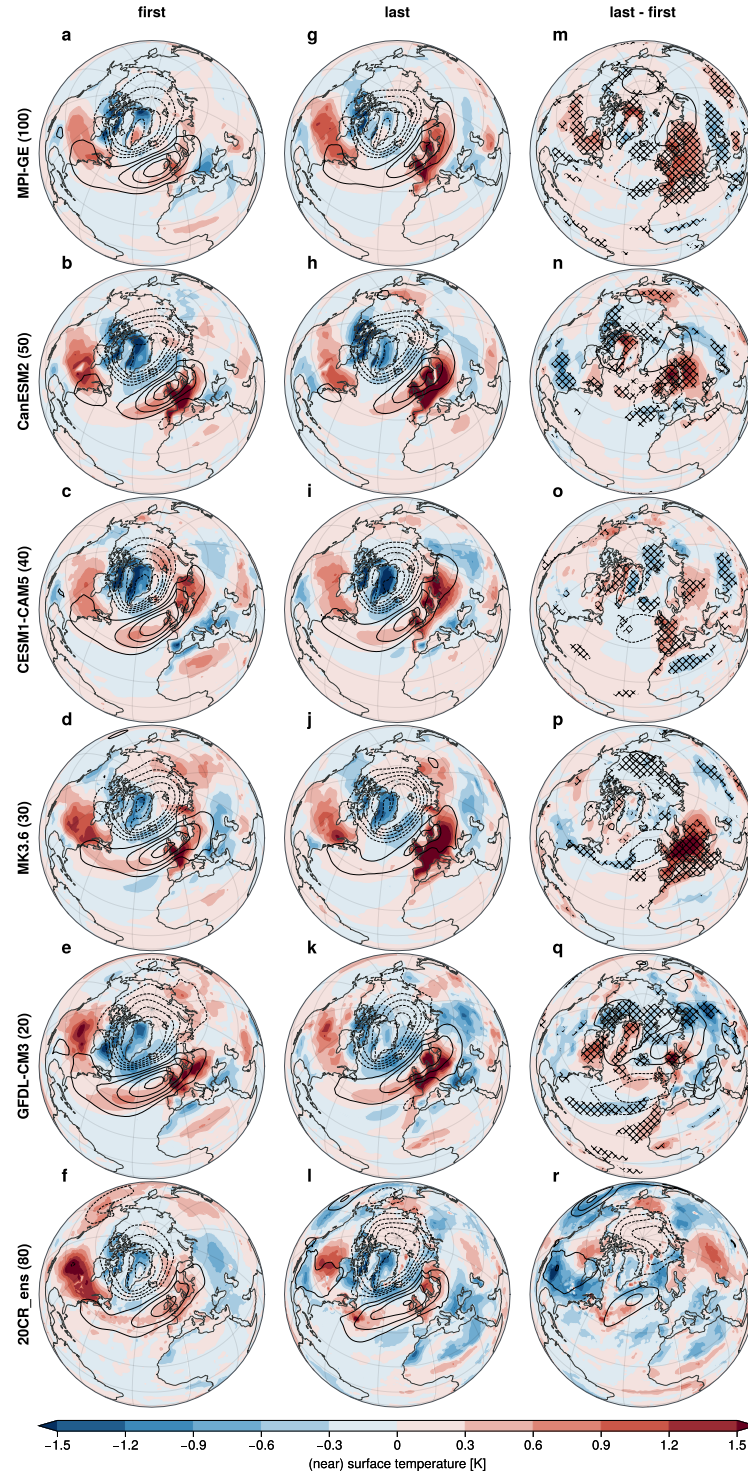 first last last - first
a g m
MPI-GE (100)
b h n
CanESM2 (50)
c i o
CESM1-CAM5 (40)
d j p
MK3.6 (30)
e k q
GFDL-CM3 (20)
f l r
20CR_ens (80)
−1.5 −1.2 −0.9 −0.6 −0.3 0 0.3 0.6 0.9 1.2 1.5
(near) surface temperature [K]